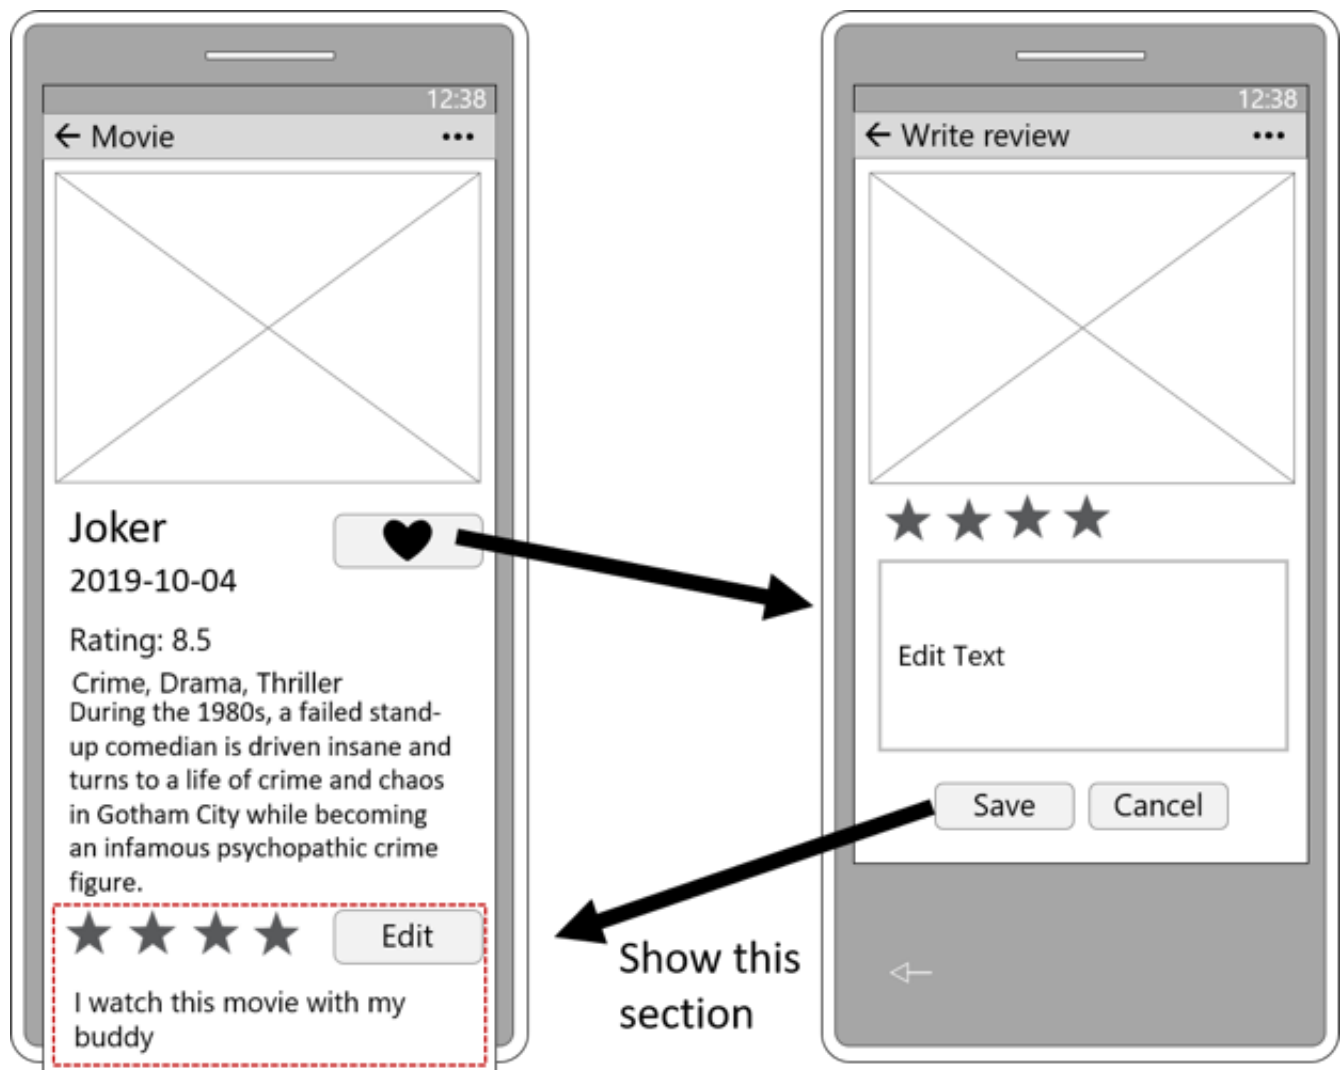 12:38
← Movie
•••
Joker
2019-10-04
Rating: 8.5
Crime, Drama, Thriller
During the 1980s, a failed stand-
up comedian is driven insane and
turns to a life of crime and chaos
in Gotham City while becoming
an infamous psychopathic crime
figure.
Edit
I watch this movie with my
buddy
Show this
section
12:38
← Write review
•••
Edit Text
Save
Cancel